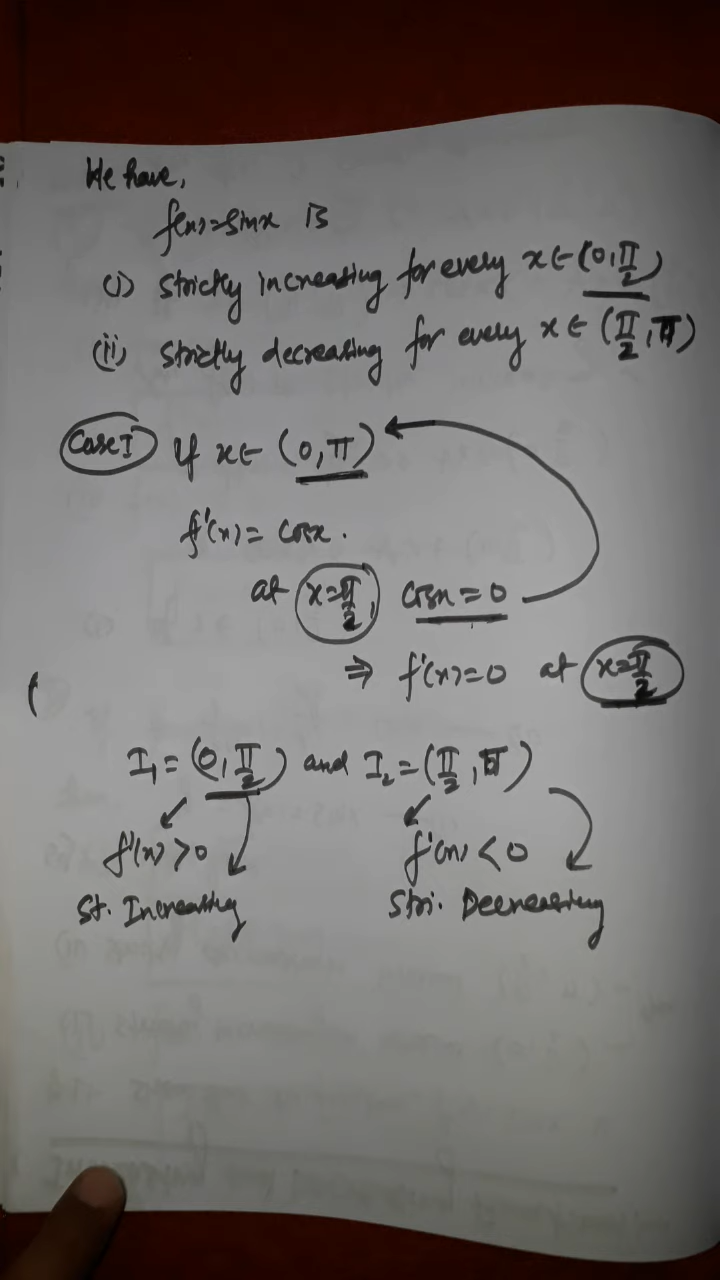 We have,
f(x)=sinx is
(i) strictly increasing for every x∈(0,π/2)
(ii) strictly decreasing for every x∈(π/2,π)
Case I If x∈(0,π)
f'(x)=cosx.
at x=π/2, cosx=0
⇒ f'(x)=0 at x=π/2
I₁=(0,π/2) and I₂=(π/2,π)
f'(x)>0 f'(x)<0
St. Increasing Stri. Decreasing